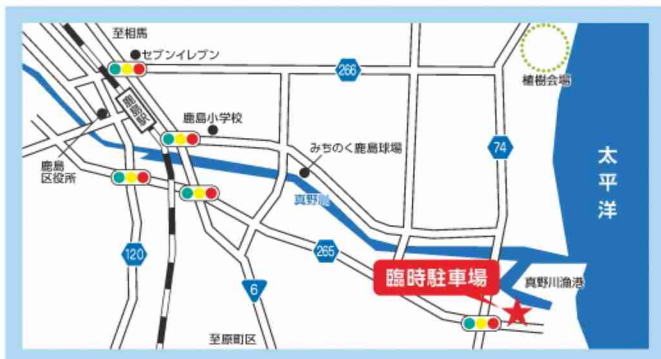 至相馬
セブンイレブン
266
植樹会場
鹿島駅
鹿島小学校
みちのく鹿島球場
74
鹿島
区役所
太平洋
真野川
120
265
臨時駐車場
真野川漁港
6
至原町区